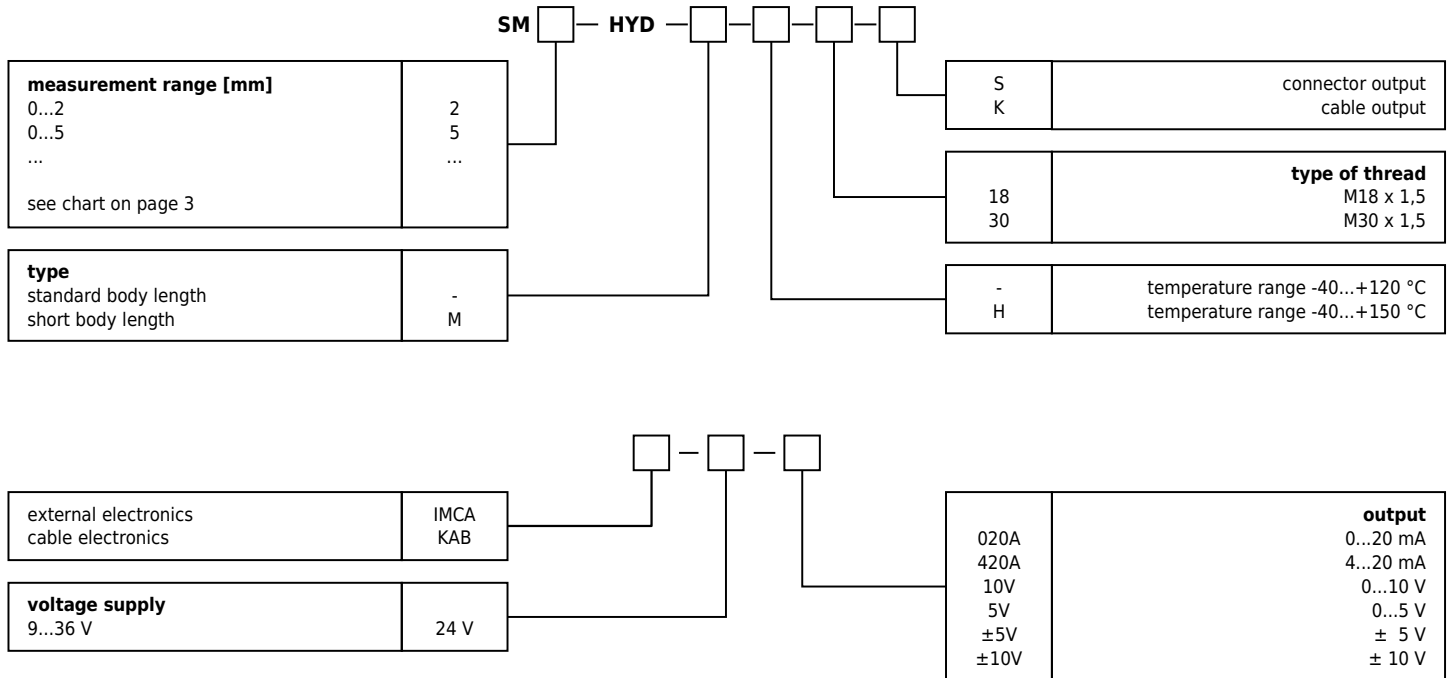 SM — HYD — — — —
measurement range [mm]
0...2 2
0...5 5
... ...
see chart on page 3
type
standard body length -
short body length M
S connector output
K cable output
type of thread
18 M18 x 1,5
30 M30 x 1,5
- temperature range -40...+120 °C
H temperature range -40...+150 °C
— —
external electronics IMCA
cable electronics KAB
voltage supply
9...36 V 24 V
output
020A 0...20 mA
420A 4...20 mA
10V 0...10 V
5V 0...5 V
±5V ± 5 V
±10V ± 10 V